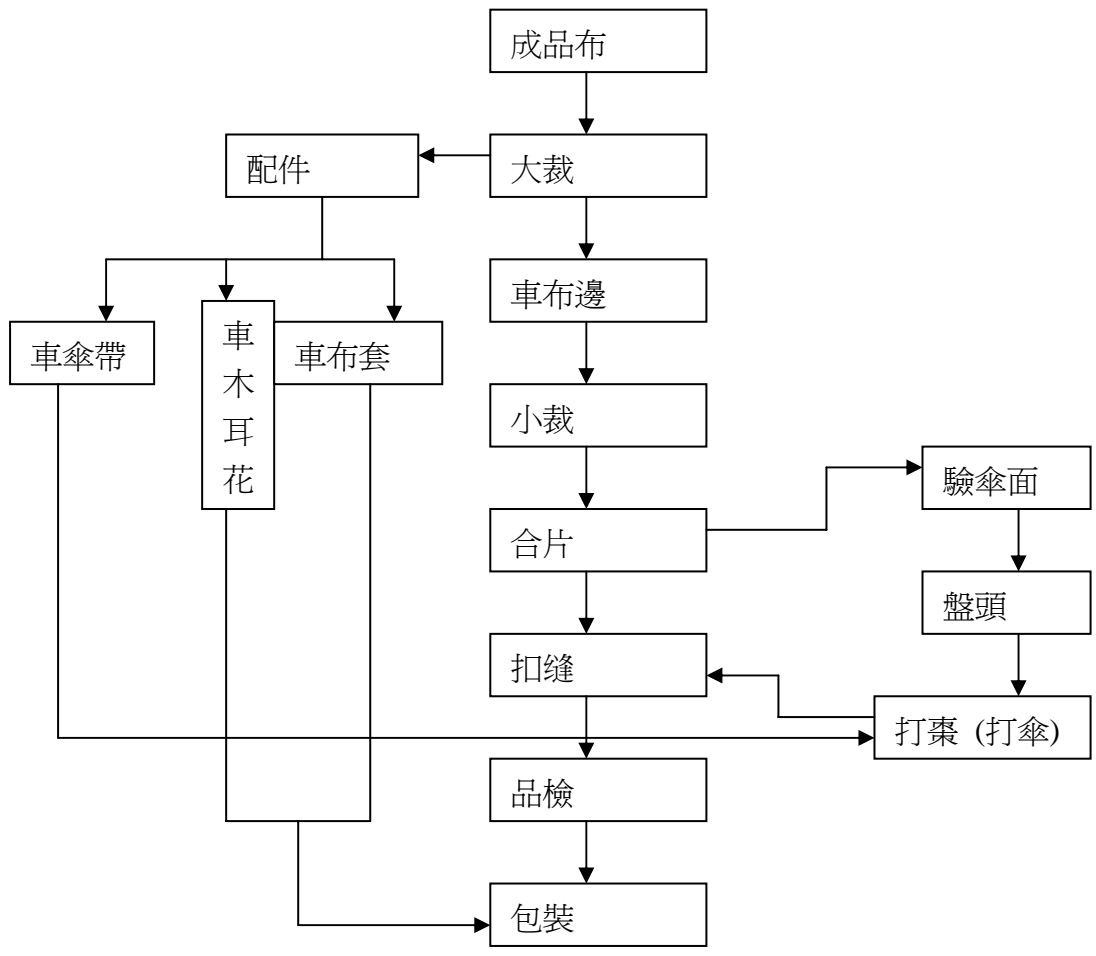 成品布
配件
大裁
車布邊
車傘帶
車木耳花
車布套
小裁
合片
驗傘面
盤頭
扣缝
打棗 (打傘)
品檢
包裝